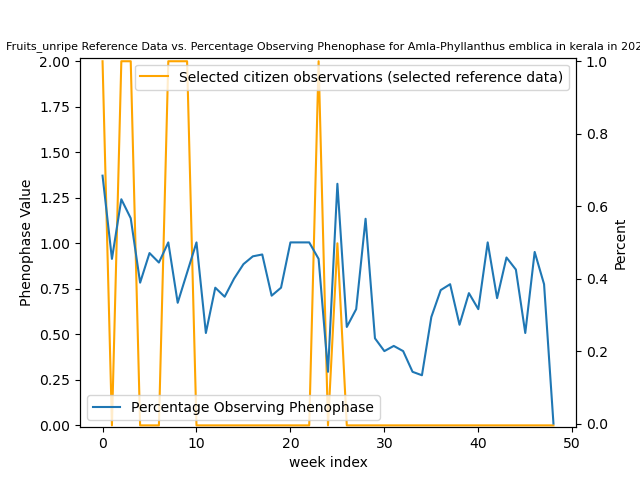 Fruits_unripe Reference Data vs. Percentage Observing Phenophase for Amla-Phyllanthus emblica in kerala in 202
Selected citizen observations (selected reference data)
2.00
1.75
1.50
1.25
1.00
0.75
0.50
0.25
0.00
Phenophase Value
1.0
0.8
0.6
0.4
0.2
0.0
Percent
Percentage Observing Phenophase
0 10 20 30 40 50
week index